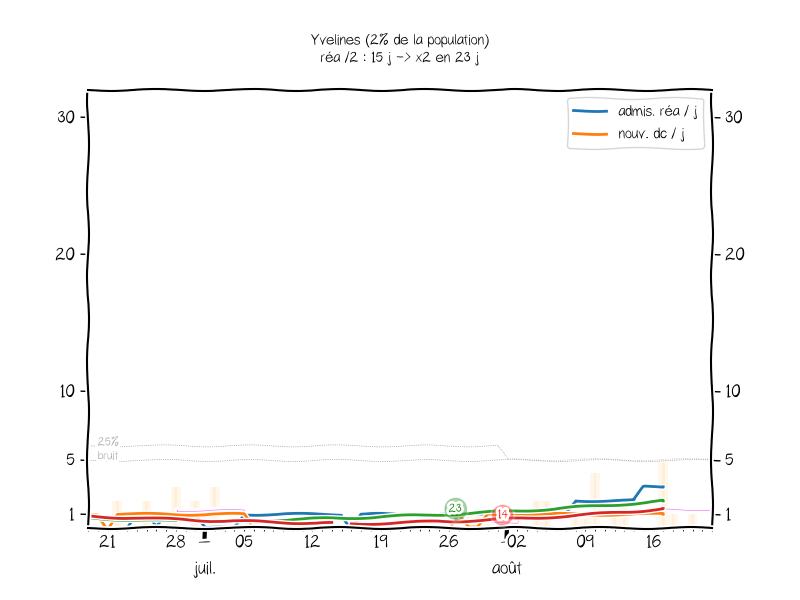 Yvelines (2% de la population)
réa /2 : 15 j -> x2 en 23 j
admis. réa / j
nouv. dc / j
30 30
20 20
10 10
25%
bruit
5 5
23
14
1 1
21 28 05 12 19 26 02 09 16
juil. août